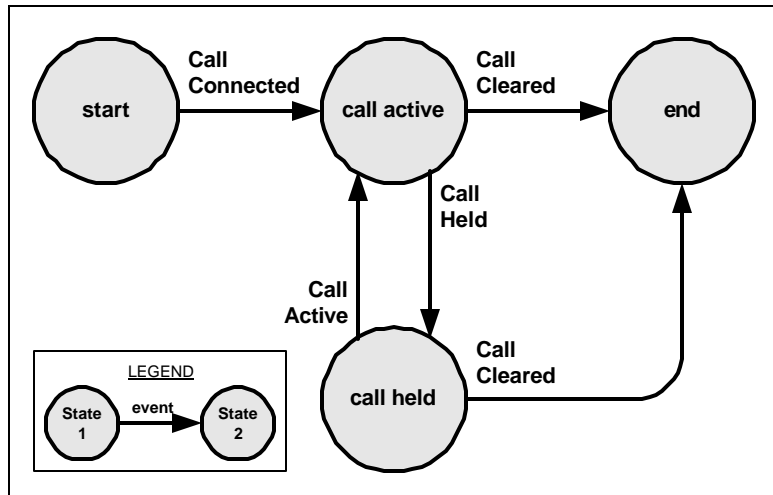 start
Call
Connected
call active
Call
Cleared
end
Call
Held
Call
Active
call held
Call
Cleared
LEGEND
State
1
event
State
2